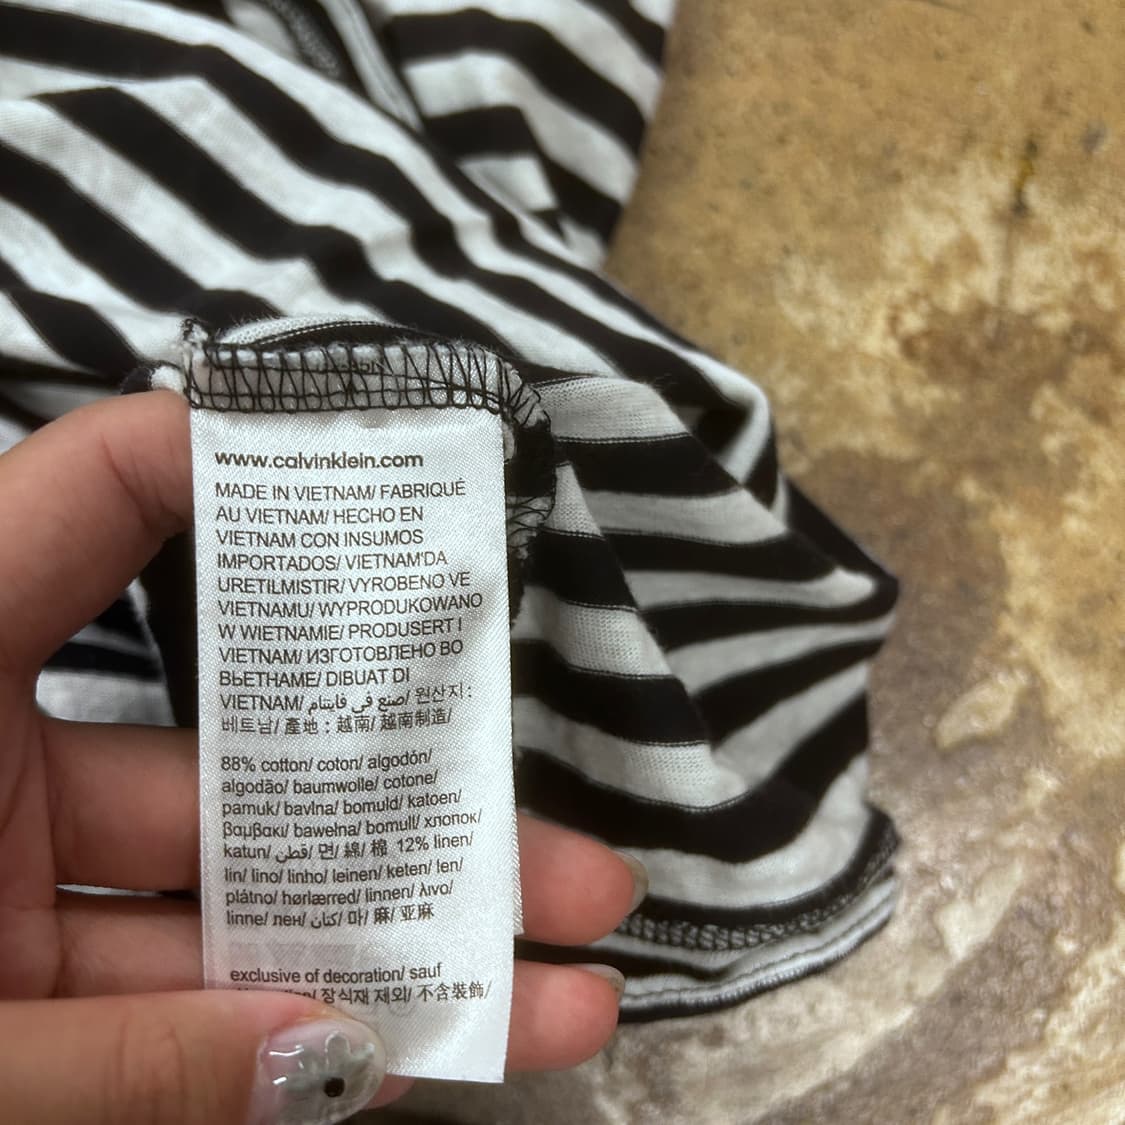 www.calvinklein.com
MADE IN VIETNAM/ FABRIQUÉ
AU VIETNAM/ HECHO EN
VIETNAM CON INSUMOS
IMPORTADOS/ VIETNAM'DA
URETILMISTIR/ VYROBENO VE
VIETNAMU/ WYPRODUKOWANO
W WIETNAMIE/ PRODUSERT I
VIETNAM/ ИЗГОТОВЛЕНО ВО
ВЬЕТНАМЕ/ DIBUAT DI
VIETNAM/ صنع في فايتنام/ 원산지:
베트남/ 產地:越南/ 越南制造/
88% cotton/ coton/ algodón/
algodão/ baumwolle/ cotone/
pamuk/ bavlna/ bomuld/ katoen/
βαμβακι/ bawełna/ bomull/ хлопок/
katun/ قطن/ 면/ 綿/ 棉 12% linen/
lin/ lino/ linho/ leinen/ keten/ len/
plátno/ hørlærred/ linnen/ λινο/
linne/ лен/ كتان/ 마/ 麻/ 亚麻
exclusive of decoration/ sauf
장식재 제외/ 不含裝飾/